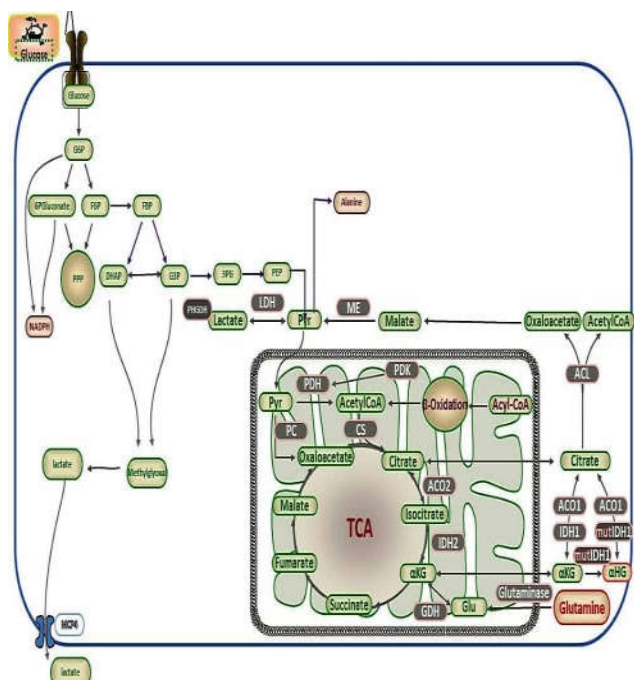 Glucose
Glucose
G6P
6PGluconate
FGP
FBP
Alanine
PPP
DHAP
G3P
3PG
PEP
NADPH
PHGDH
Lactate
LDH
Pyr
ME
Malate
Oxaloacetate
AcetylCoA
ACL
PDH
PDK
Pyr
AcetylCoA
β-Oxidation
Acyl-CoA
PC
CS
Oxaloacetate
Citrate
Citrate
lactate
Methylglyoxal
ACO2
Malate
TCA
Isocitrate
ACO1
ACO1
IDH1
mutIDH1
IDH2
mutIDH1
Fumarate
αKG
αKG
αHG
Succinate
GDH
Glu
Glutaminase
Glutamine
lactate